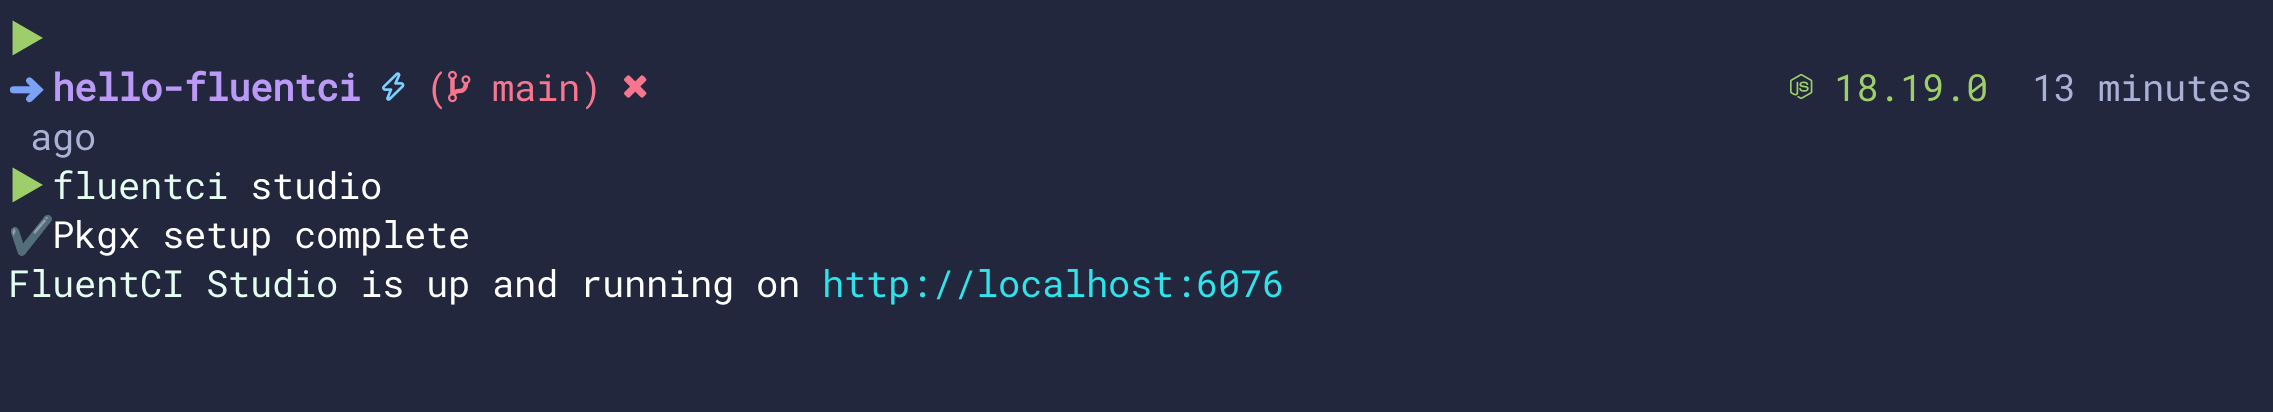 hello-fluentci (main) ✖ 18.19.0 13 minutes
ago
fluentci studio
✔Pkgx setup complete
FluentCI Studio is up and running on http://localhost:6076